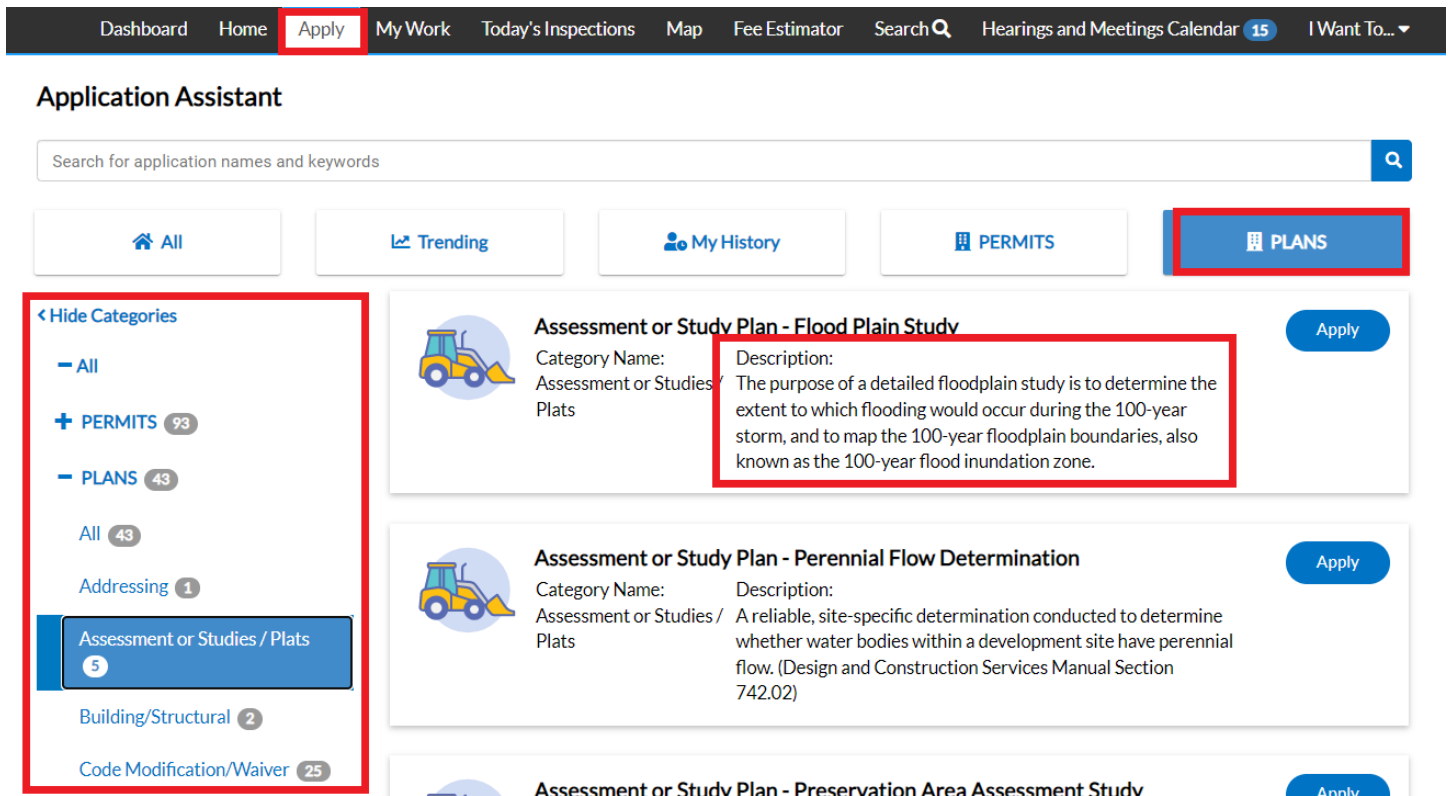 Dashboard Home Apply My Work Today's Inspections Map Fee Estimator Search Hearings and Meetings Calendar 15 I Want To...
Application Assistant
Search for application names and keywords
All Trending My History PERMITS PLANS
Hide Categories
All
PERMITS 93
PLANS 43
All 43
Addressing 1
Assessment or Studies / Plats
5
Building/Structural 2
Code Modification/Waiver 25
Assessment or Study Plan - Flood Plain Study
Apply
Category Name:
Assessment or Studies /
Plats
Description:
The purpose of a detailed floodplain study is to determine the
extent to which flooding would occur during the 100-year
storm, and to map the 100-year floodplain boundaries, also
known as the 100-year flood inundation zone.
Assessment or Study Plan - Perennial Flow Determination
Apply
Category Name:
Assessment or Studies /
Plats
Description:
A reliable, site-specific determination conducted to determine
whether water bodies within a development site have perennial
flow. (Design and Construction Services Manual Section
742.02)
Assessment or Study Plan - Preservation Area Assessment Study
Apply